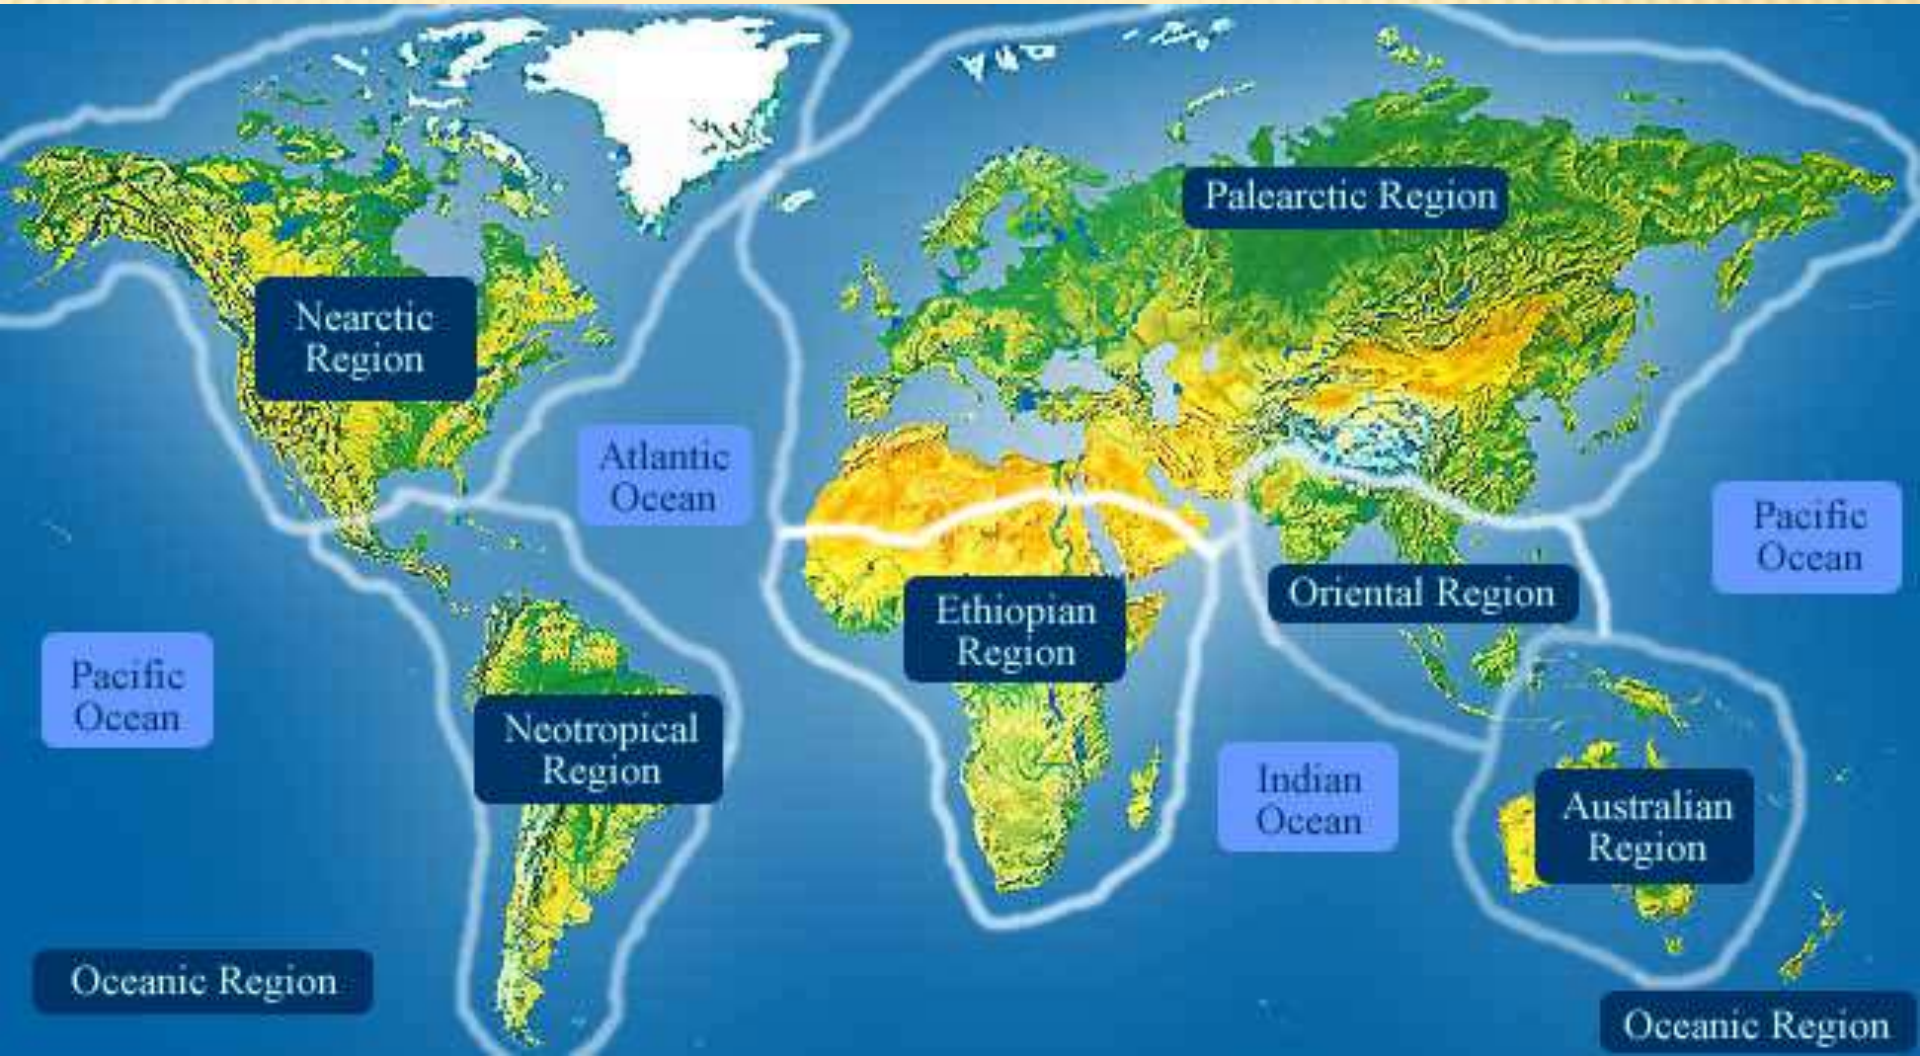 Palearctic Region
Nearctic
Region
Atlantic
Ocean
Pacific
Ocean
Ethiopian
Region
Oriental Region
Pacific
Ocean
Neotropical
Region
Indian
Ocean
Australian
Region
Oceanic Region
Oceanic Region